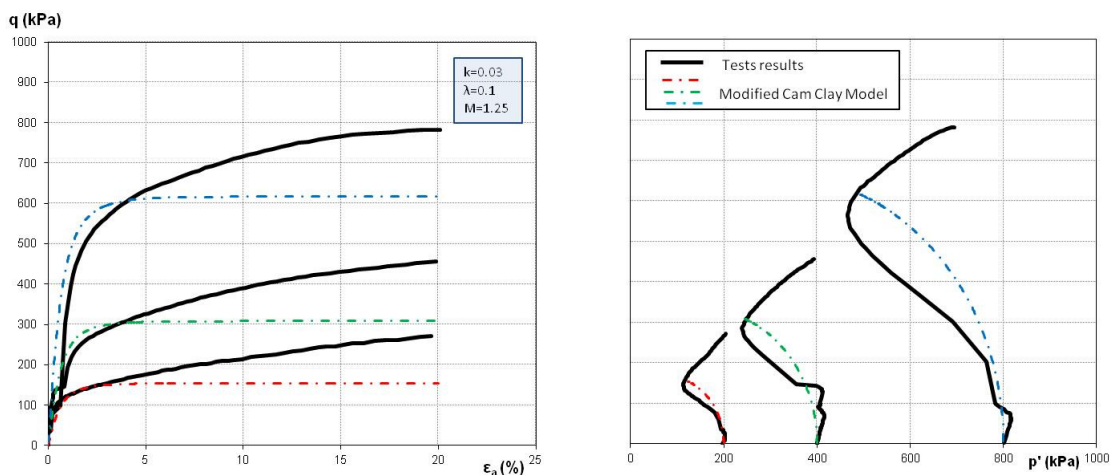 q (kPa)
1000
900
800
700
600
500
400
300
200
100
0
0
5
10
15
20
25
εa (%)
k=0.03
λ=0.1
M=1.25
Tests results
Modified Cam Clay Model
0
200
400
600
800
1000
p' (kPa)